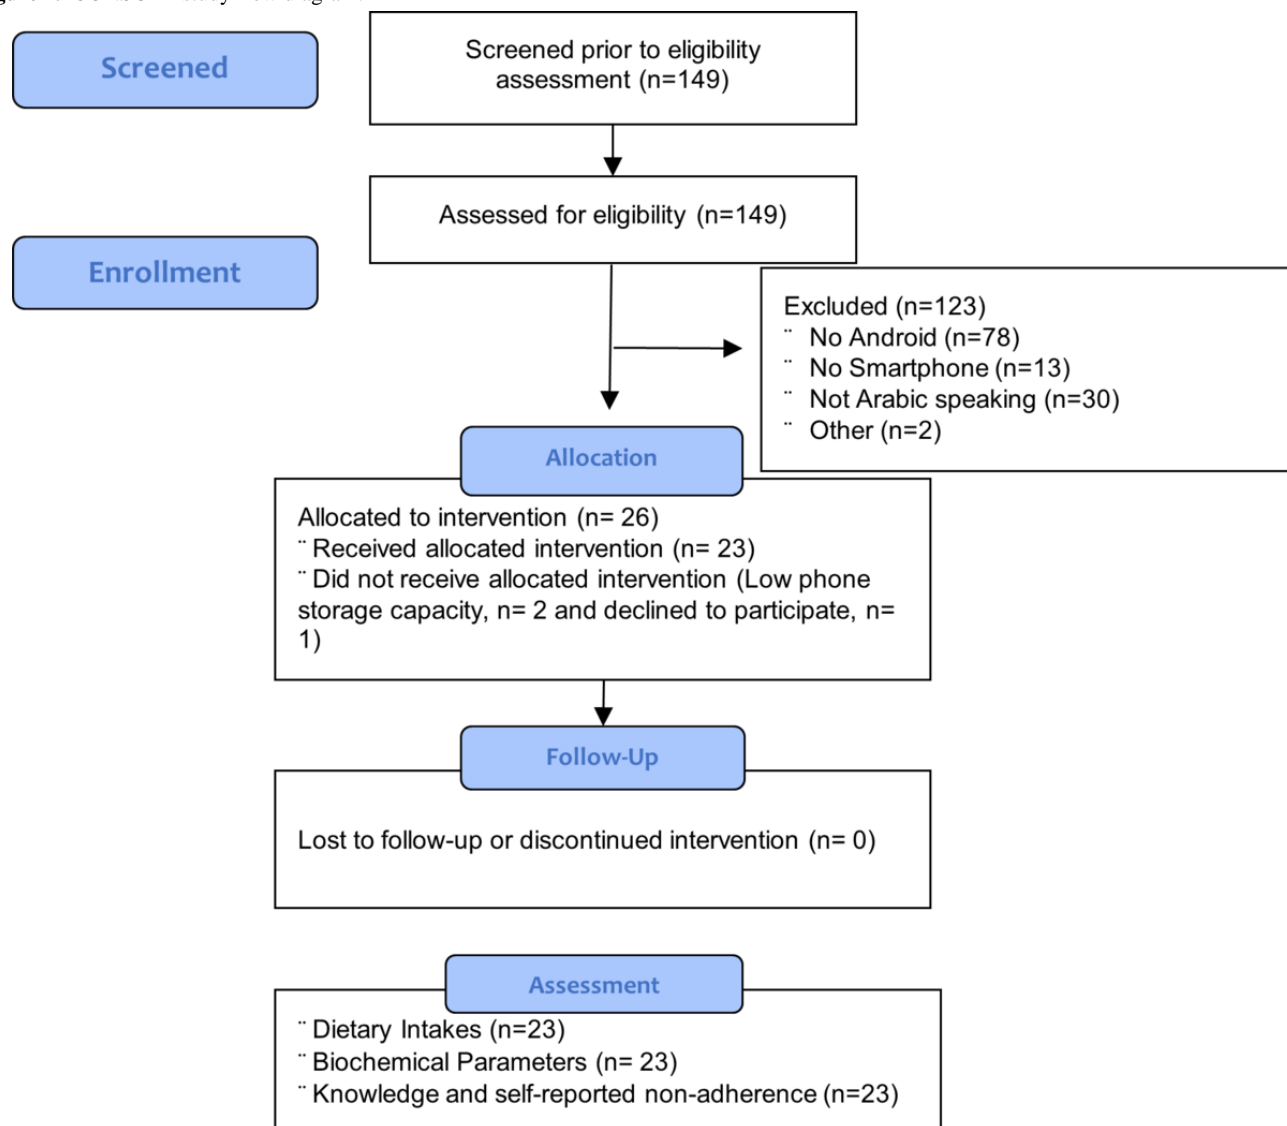 Screened
Screened prior to eligibility
assessment (n=149)
Assessed for eligibility (n=149)
Enrollment
Excluded (n=123)
¨ No Android (n=78)
¨ No Smartphone (n=13)
¨ Not Arabic speaking (n=30)
¨ Other (n=2)
Allocation
Allocated to intervention (n= 26)
¨ Received allocated intervention (n= 23)
¨ Did not receive allocated intervention (Low phone
storage capacity, n= 2 and declined to participate, n=
1)
Follow-Up
Lost to follow-up or discontinued intervention (n= 0)
Assessment
¨ Dietary Intakes (n=23)
¨ Biochemical Parameters (n= 23)
¨ Knowledge and self-reported non-adherence (n=23)